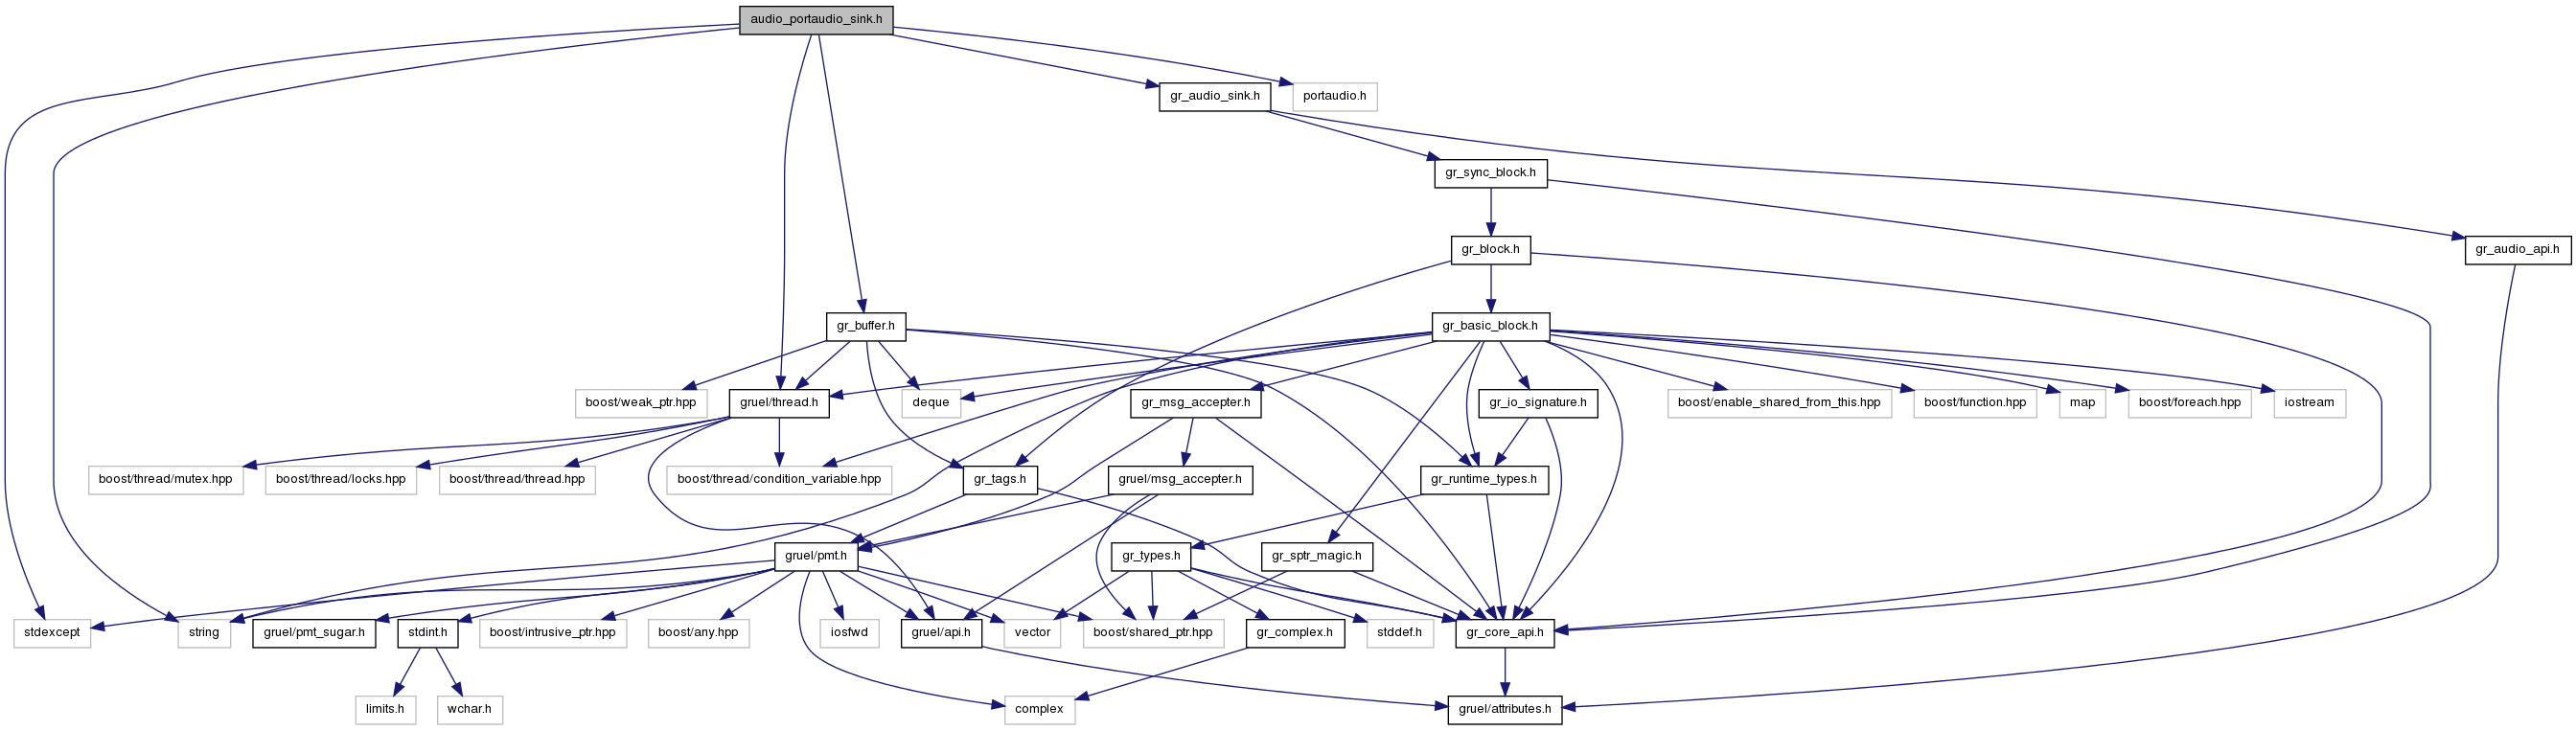 audio_portaudio_sink.h
gr_audio_sink.h
portaudio.h
gr_sync_block.h
gr_block.h
gr_audio_api.h
gr_buffer.h
gr_basic_block.h
boost/weak_ptr.hpp
gruel/thread.h
deque
gr_msg_accepter.h
gr_io_signature.h
boost/enable_shared_from_this.hpp
boost/function.hpp
map
boost/foreach.hpp
iostream
boost/thread/mutex.hpp
boost/thread/locks.hpp
boost/thread/thread.hpp
boost/thread/condition_variable.hpp
gr_tags.h
gruel/msg_accepter.h
gr_runtime_types.h
gruel/pmt.h
gr_types.h
gr_sptr_magic.h
stdexcept
string
gruel/pmt_sugar.h
stdint.h
boost/intrusive_ptr.hpp
boost/any.hpp
iosfwd
gruel/api.h
vector
boost/shared_ptr.hpp
gr_complex.h
stddef.h
gr_core_api.h
limits.h
wchar.h
complex
gruel/attributes.h